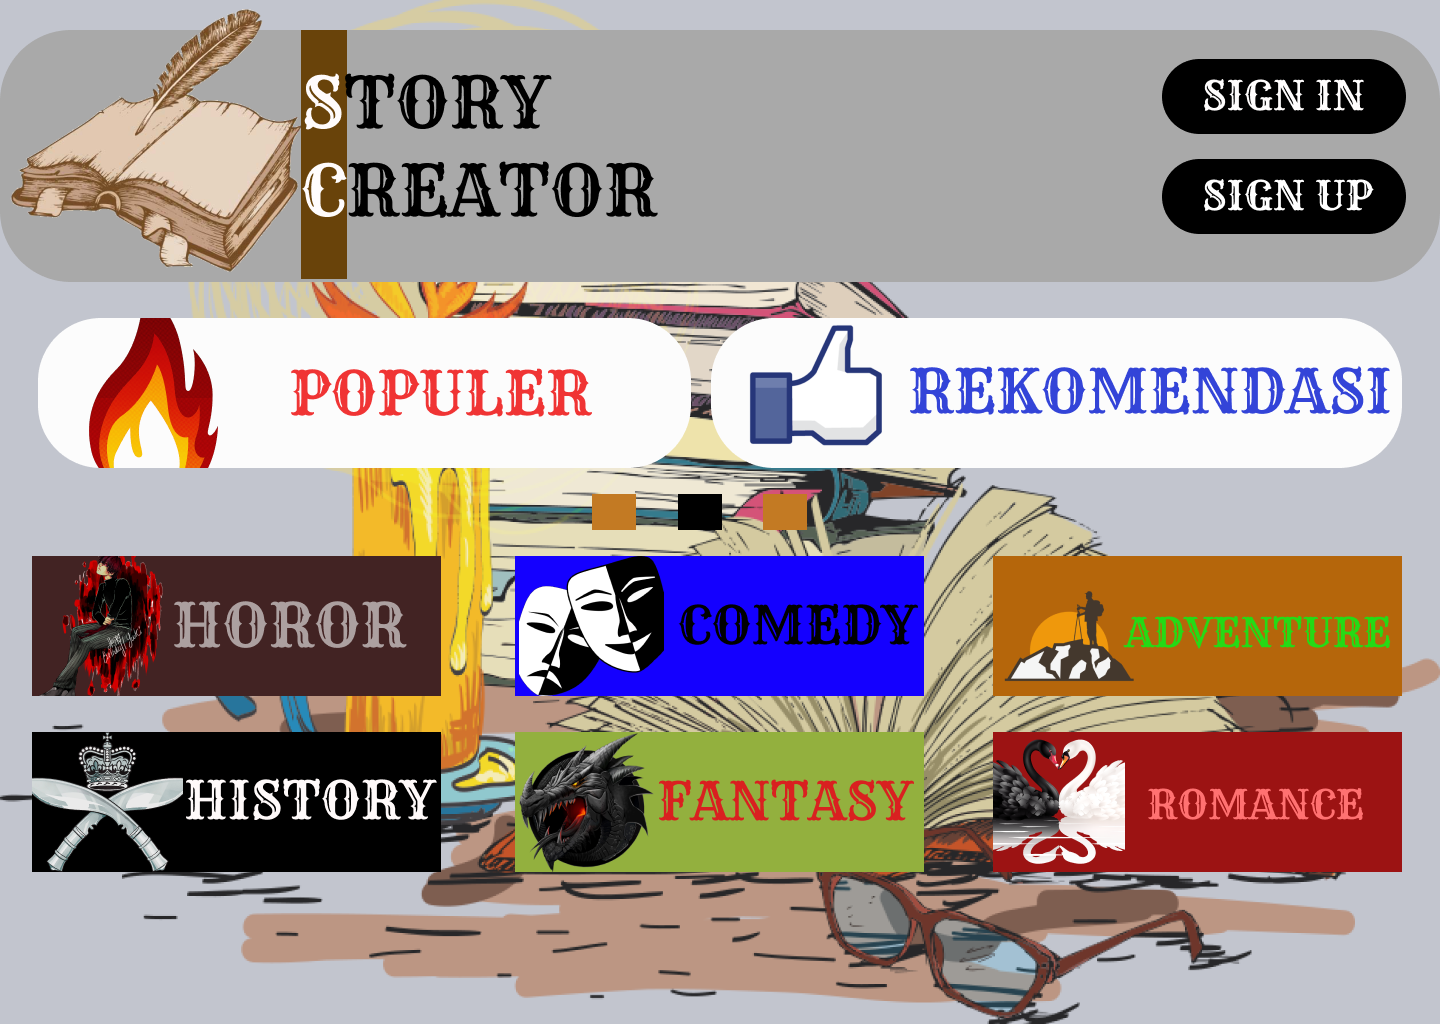 STORY
CREATOR
SIGN IN
SIGN UP
POPULER
REKOMENDASI
HOROR
COMEDY
ADVENTURE
HISTORY
FANTASY
ROMANCE